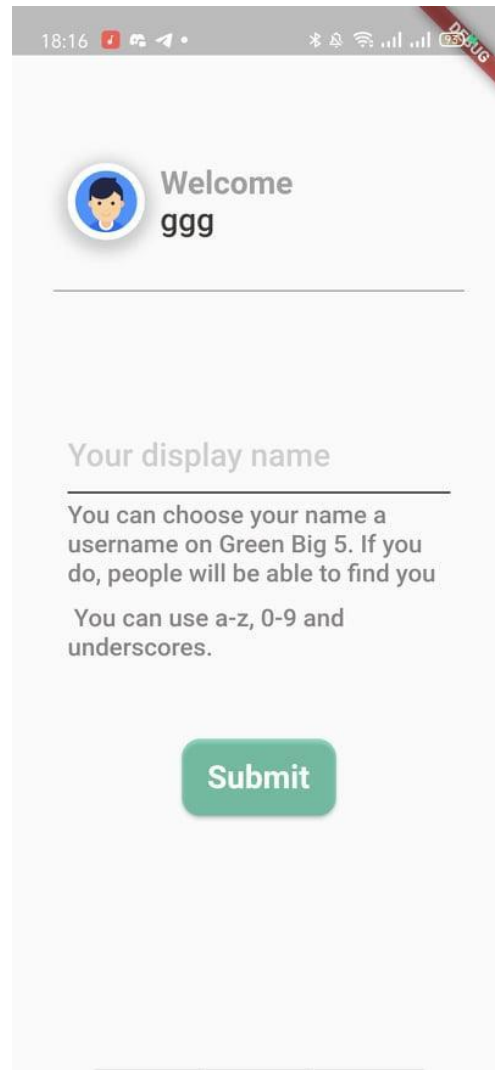 18:16
93
DEBUG
Welcome
ggg
Your display name
You can choose your name a
username on Green Big 5. If you
do, people will be able to find you
You can use a-z, 0-9 and
underscores.
Submit